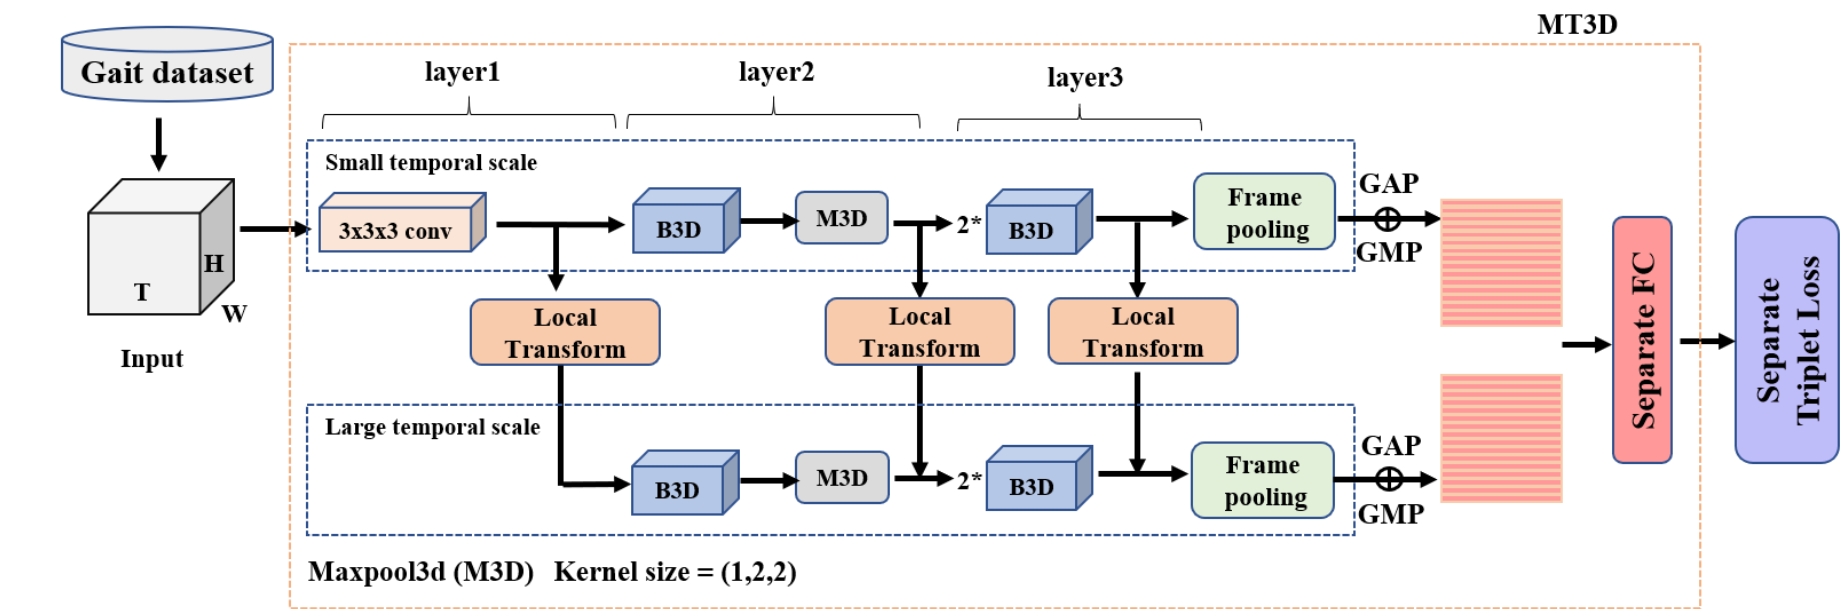 MT3D
Gait dataset
layer1
layer2
layer3
Small temporal scale
3x3x3 conv
B3D
M3D
2*
B3D
Frame
pooling
GAP
GMP
T
H
W
Input
Local
Transform
Local
Transform
Local
Transform
Large temporal scale
B3D
M3D
2*
B3D
Frame
pooling
GAP
GMP
Separate FC
Separate
Triplet Loss
Maxpool3d (M3D) Kernel size = (1,2,2)